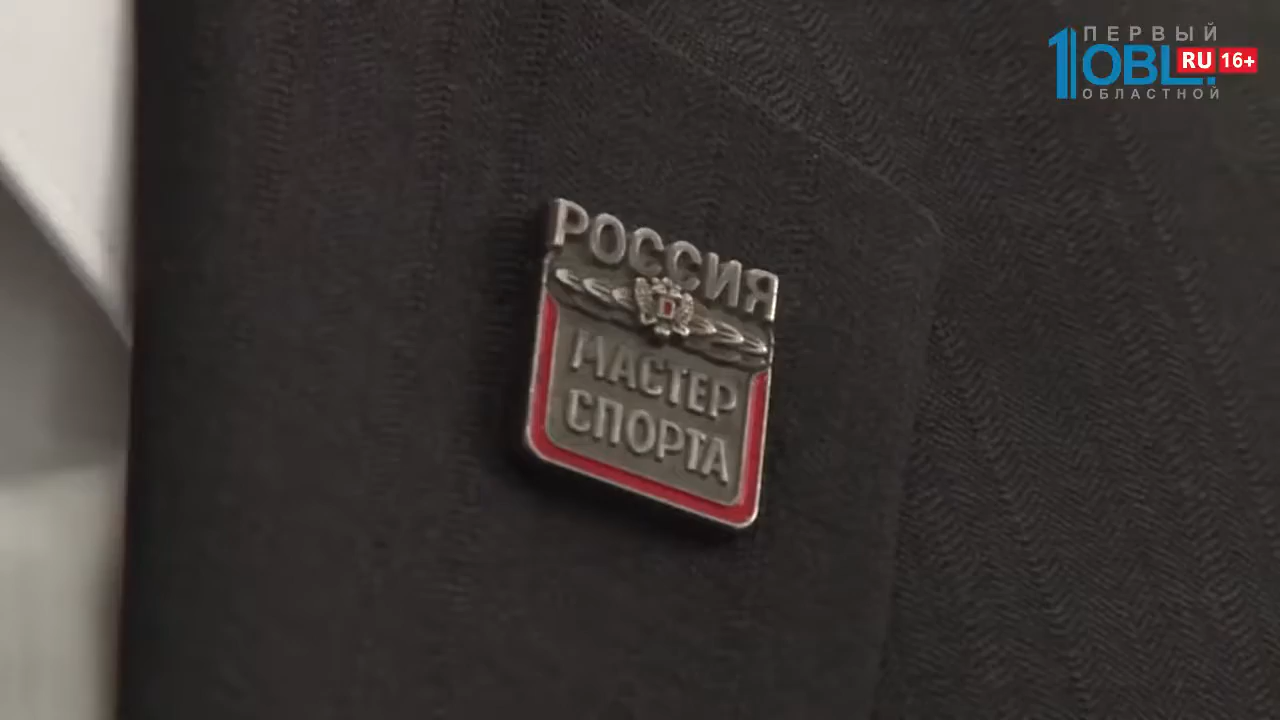 ПЕРВЫЙ
1OBL.RU 16+
ОБЛАСТНОЙ
РОССИЯ
МАСТЕР
СПОРТА